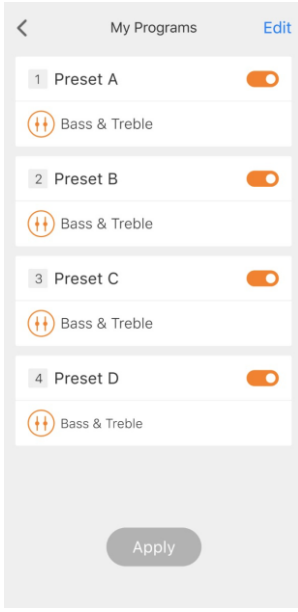 My Programs Edit
1 Preset A
Bass & Treble
2 Preset B
Bass & Treble
3 Preset C
Bass & Treble
4 Preset D
Bass & Treble
Apply